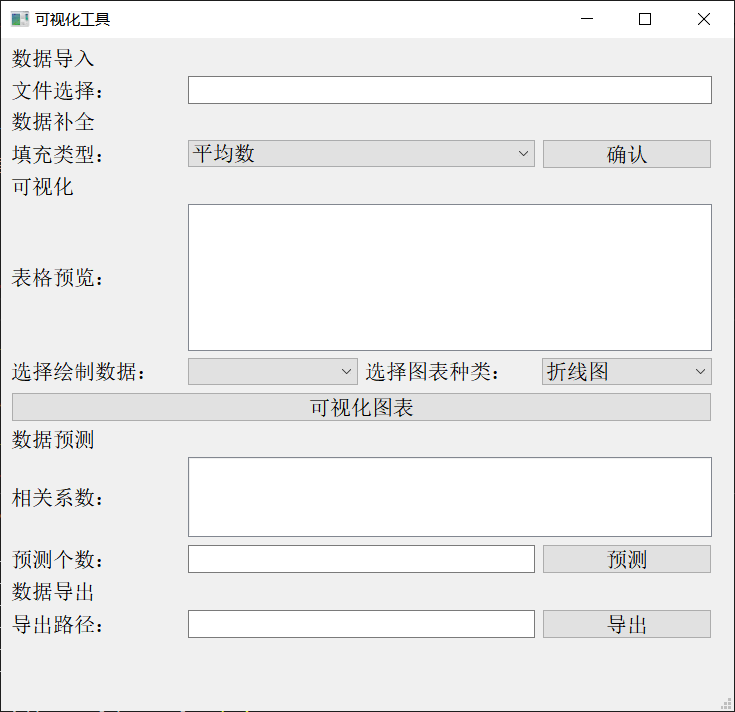 可视化工具
数据导入
文件选择：
数据补全
填充类型： 平均数 确认
可视化
表格预览：
选择绘制数据： 选择图表种类： 折线图
可视化图表
数据预测
相关系数：
预测个数： 预测
数据导出
导出路径： 导出